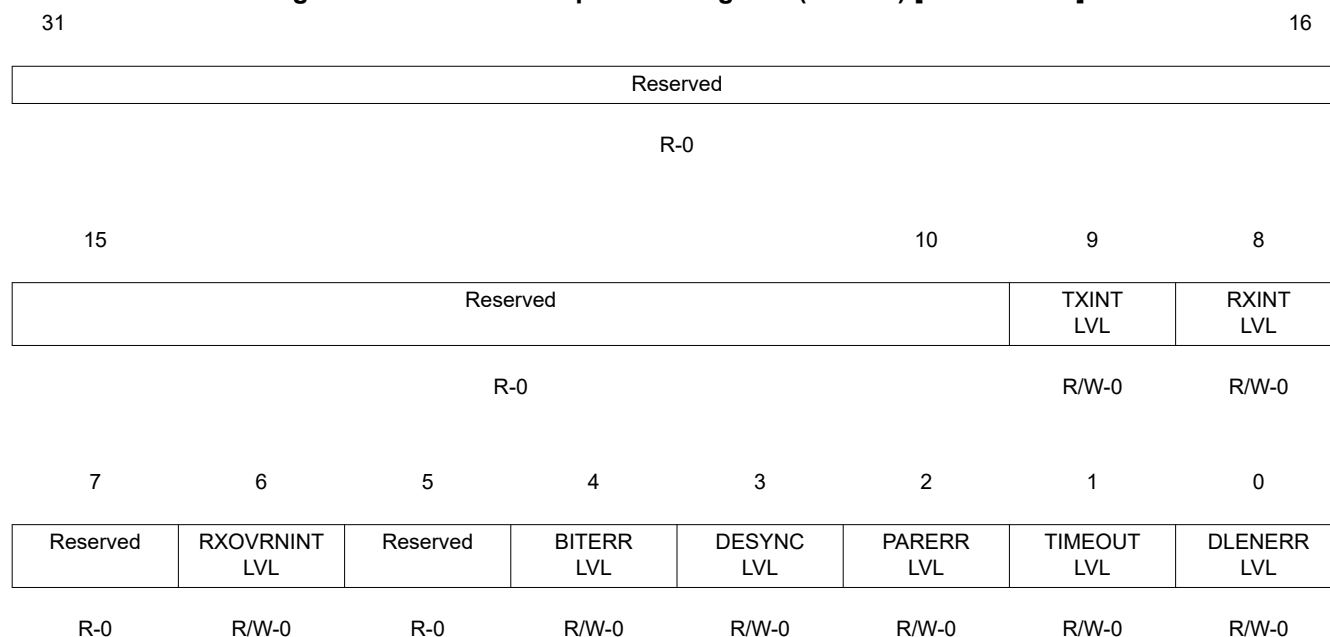 31 16
Reserved
R-0
15 10 9 8
Reserved TXINT LVL RXINT LVL
R-0 R/W-0 R/W-0
7 6 5 4 3 2 1 0
Reserved RXOVRNINT LVL Reserved BITERR LVL DESYNC LVL PARERR LVL TIMEOUT LVL DLENERR LVL
R-0 R/W-0 R-0 R/W-0 R/W-0 R/W-0 R/W-0 R/W-0